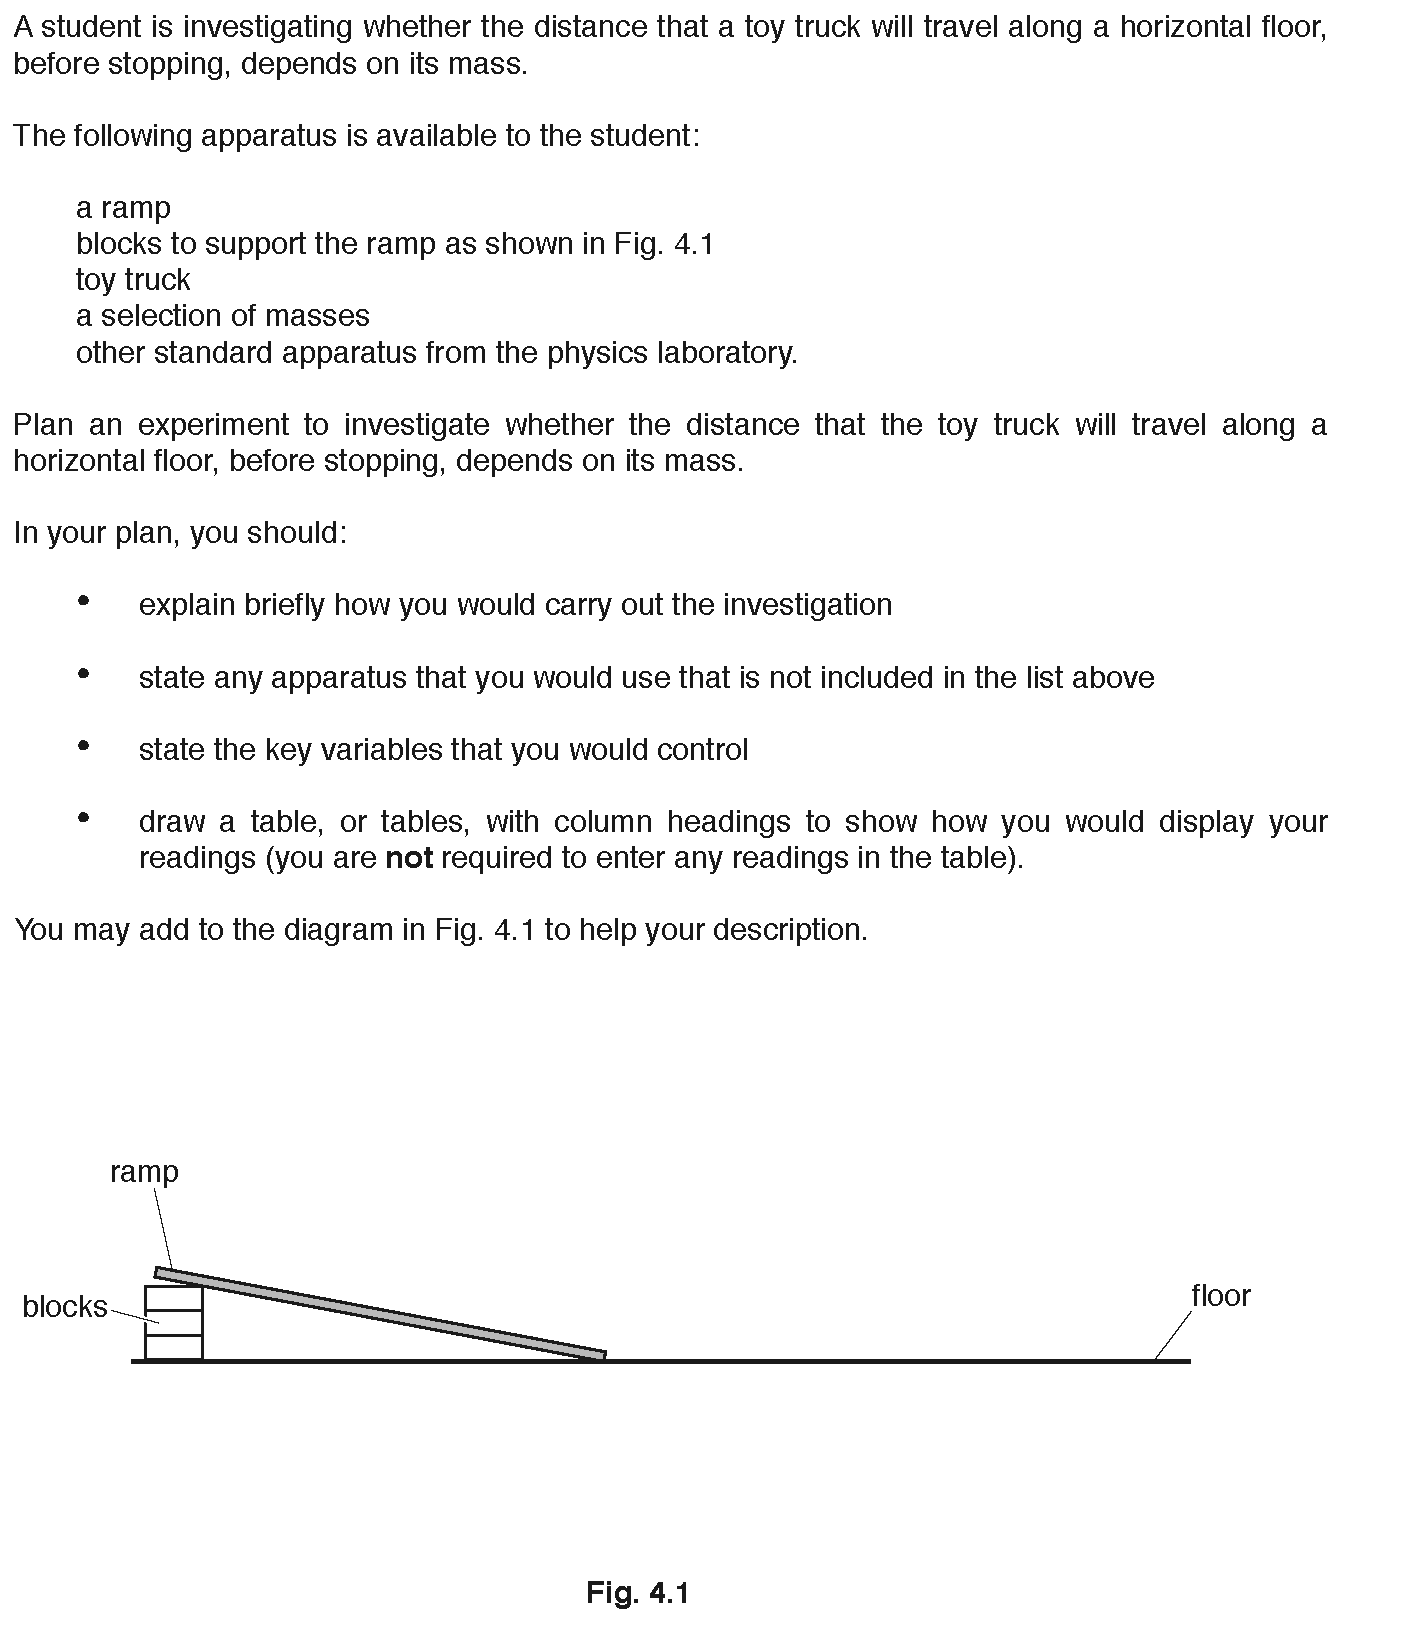 A student is investigating whether the distance that a toy truck will travel along a horizontal floor,
before stopping, depends on its mass.
The following apparatus is available to the student:
a ramp
blocks to support the ramp as shown in Fig. 4.1
toy truck
a selection of masses
other standard apparatus from the physics laboratory.
Plan an experiment to investigate whether the distance that the toy truck will travel along a
horizontal floor, before stopping, depends on its mass.
In your plan, you should:
• explain briefly how you would carry out the investigation
• state any apparatus that you would use that is not included in the list above
• state the key variables that you would control
• draw a table, or tables, with column headings to show how you would display your
readings (you are not required to enter any readings in the table).
You may add to the diagram in Fig. 4.1 to help your description.
ramp
blocks
floor
Fig. 4.1